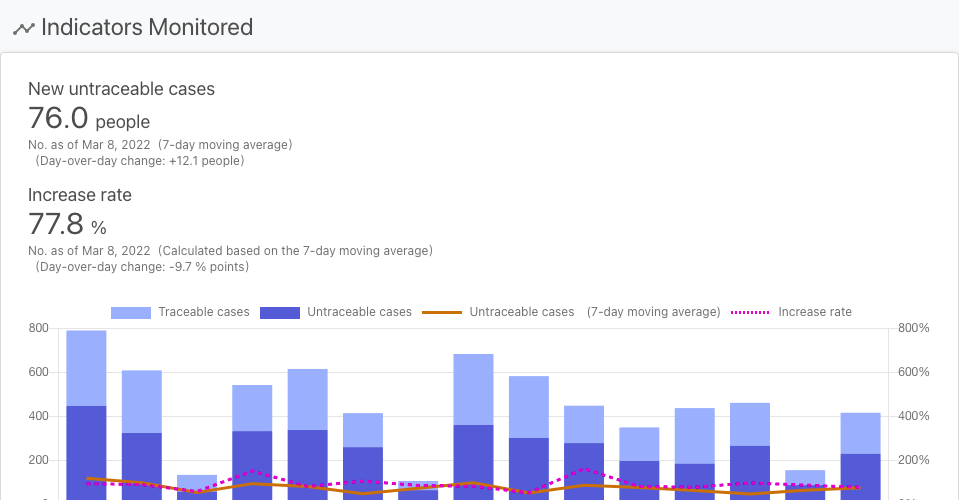 Indicators Monitored
New untraceable cases
76.0 people
No. as of Mar 8, 2022 (7-day moving average)
(Day-over-day change: +12.1 people)
Increase rate
77.8 %
No. as of Mar 8, 2022 (Calculated based on the 7-day moving average)
(Day-over-day change: -9.7 % points)
Traceable cases Untraceable cases Untraceable cases (7-day moving average) Increase rate
800 800%
600 600%
400 400%
200 200%